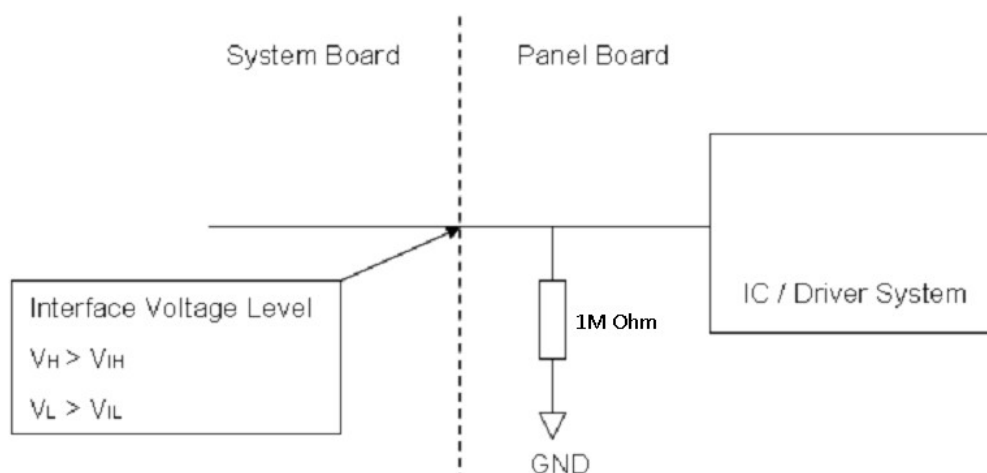 System Board
Panel Board
Interface Voltage Level
VH > VIH
VL > VIL
1M Ohm
IC / Driver System
GND